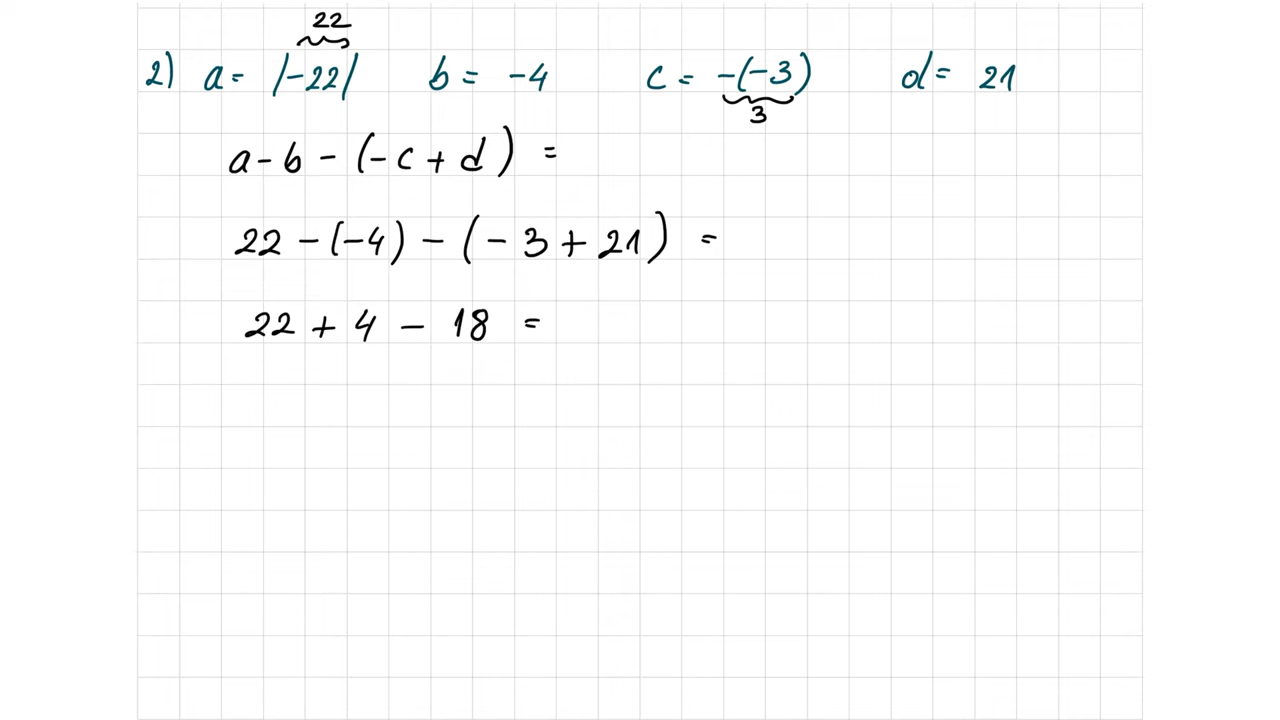 22
2) a = |-22| b = -4 c = -(-3) d = 21
3
a - b - (-c + d) =
22 - (-4) - (-3 + 21) =
22 + 4 - 18 =